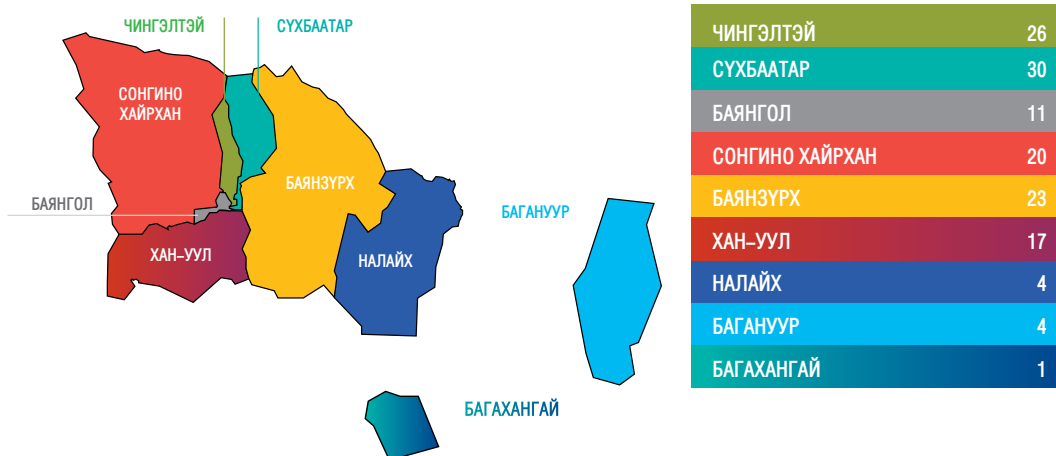 ЧИНГЭЛТЭЙ
СҮХБААТАР
СОНГИНО
ХАЙРХАН
БАЯНЗҮРХ
БАЯНГОЛ
БАГАНУУР
ХАН-УУЛ
НАЛАЙХ
БАГАХАНГАЙ
ЧИНГЭЛТЭЙ 26
СҮХБААТАР 30
БАЯНГОЛ 11
СОНГИНО ХАЙРХАН 20
БАЯНЗҮРХ 23
ХАН-УУЛ 17
НАЛАЙХ 4
БАГАНУУР 4
БАГАХАНГАЙ 1